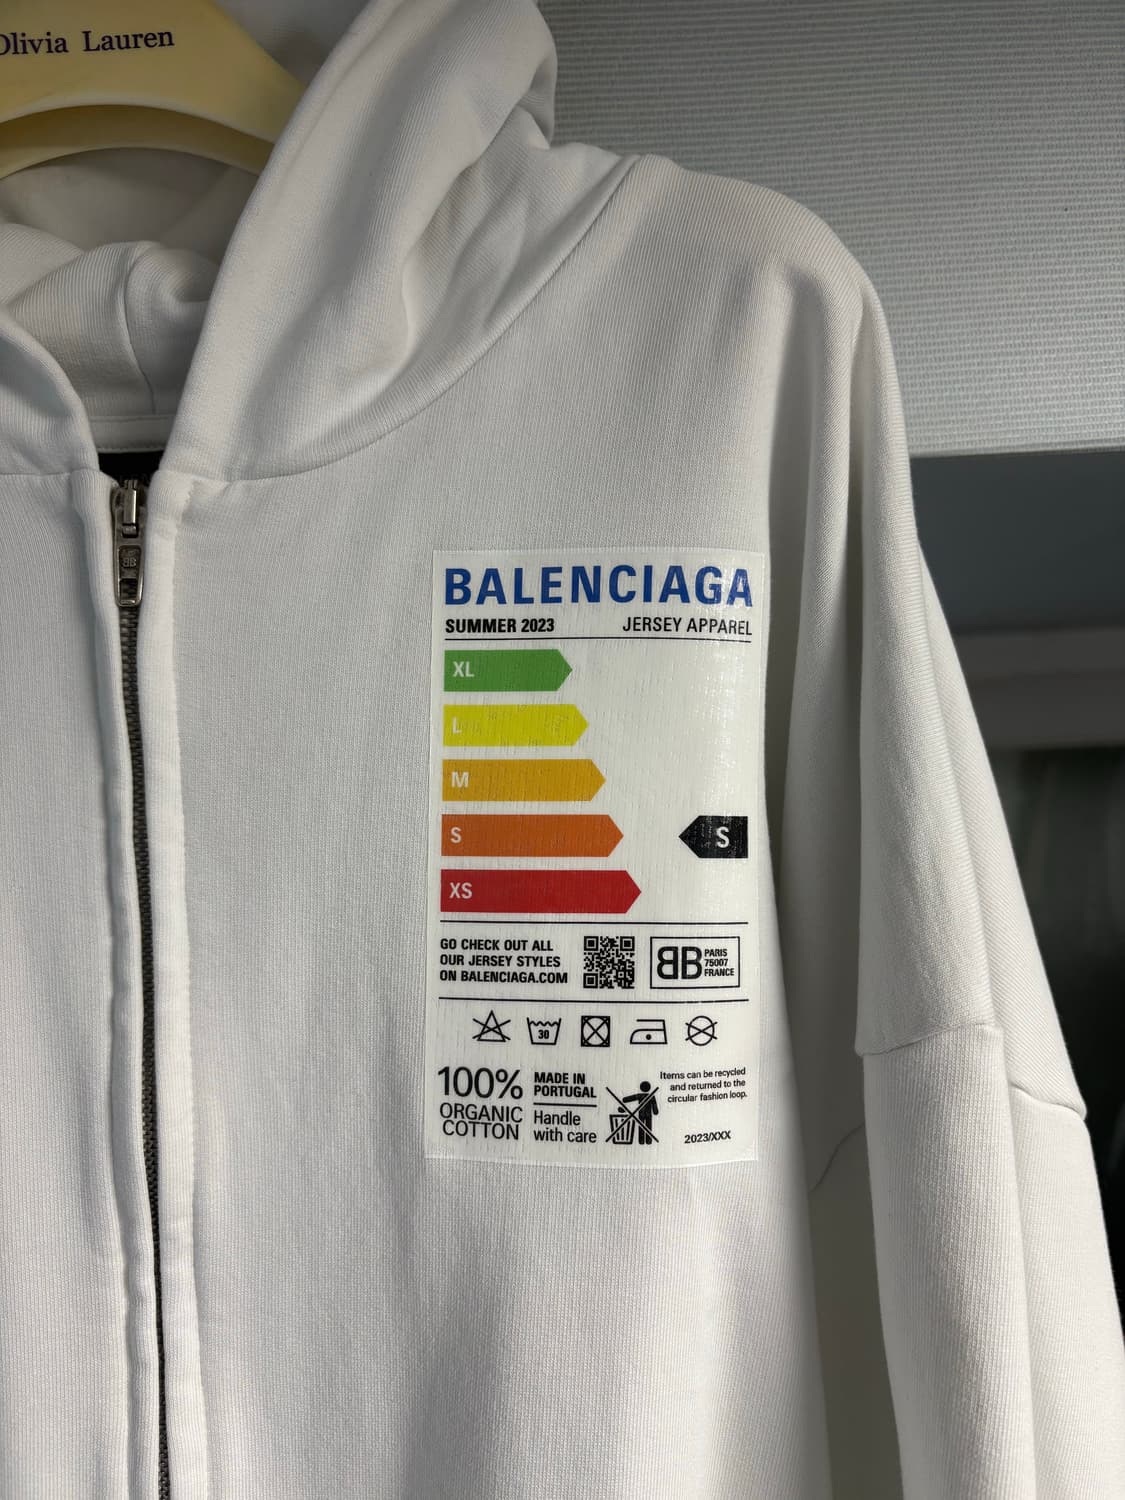 Olivia Lauren
BALENCIAGA
SUMMER 2023 JERSEY APPAREL
XL
L
M
S
S
XS
GO CHECK OUT ALL
OUR JERSEY STYLES
ON BALENCIAGA.COM
BB
PARIS
75007
FRANCE
30
100%
ORGANIC
COTTON
MADE IN
PORTUGAL
Handle
with care
Items can be recycled
and returned to the
circular fashion loop.
2023/XXX